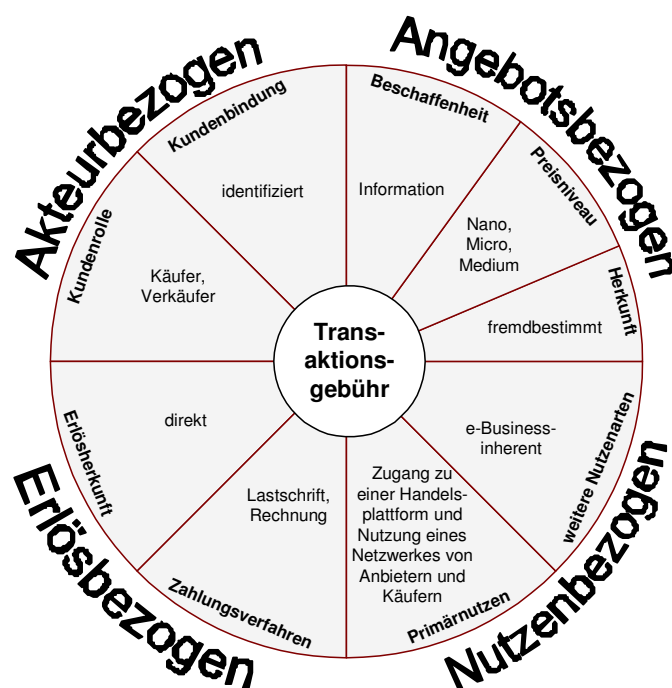 Akteurbezogen
Angebotsbezogen
Kundenbindung
identifiziert
Beschaffenheit
Information
Preisniveau
Nano,
Micro,
Medium
Herkunft
fremdbestimmt
Kundenrolle
Käufer,
Verkäufer
Trans-
aktions-
gebühr
Erlösherkunft
direkt
weitere Nutzenarten
e-Business-
inherent
Zahlungsverfahren
Lastschrift,
Rechnung
Zugang zu
einer Handels-
plattform und
Nutzung eines
Netzwerkes von
Anbietern und
Käufern
Primärnutzen
Erlösbezogen
Nutzenbezogen